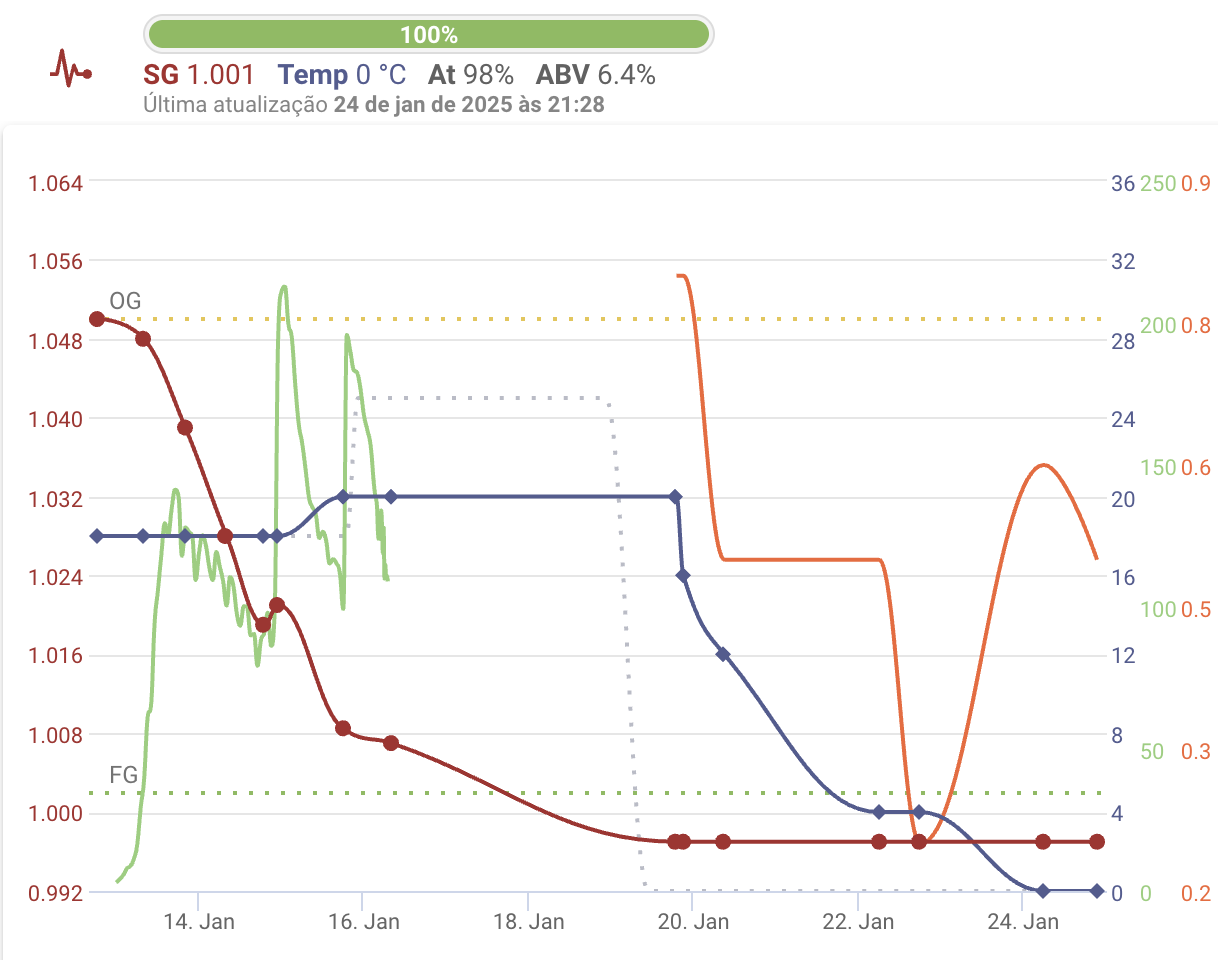 100%
SG 1.001 Temp 0 °C At 98% ABV 6.4%
Última atualização 24 de jan de 2025 às 21:28
1.064 36 250 0.9
1.056 32
OG
200 0.8
1.048 28
1.040 24
150 0.6
1.032 20
1.024 16
100 0.5
1.016 12
1.008 8
50 0.3
FG
1.000 4
0.992 0 0 0.2
14. Jan 16. Jan 18. Jan 20. Jan 22. Jan 24. Jan